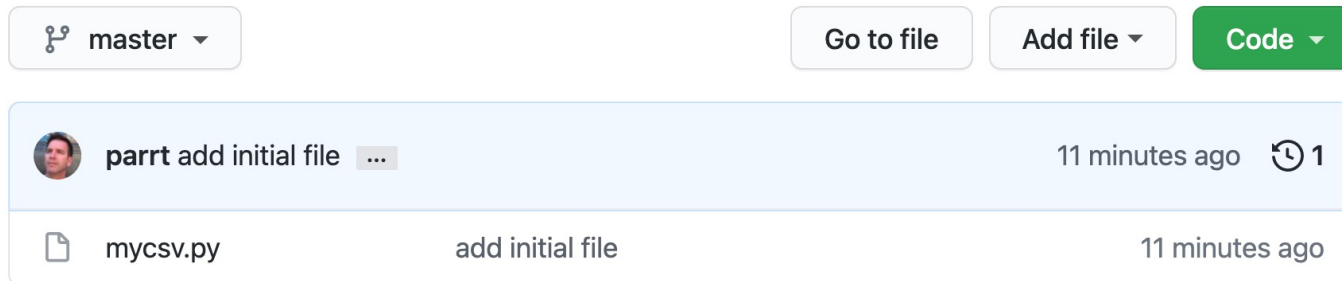 master Go to file Add file Code
parrt add initial file ... 11 minutes ago 1
mycsv.py add initial file 11 minutes ago